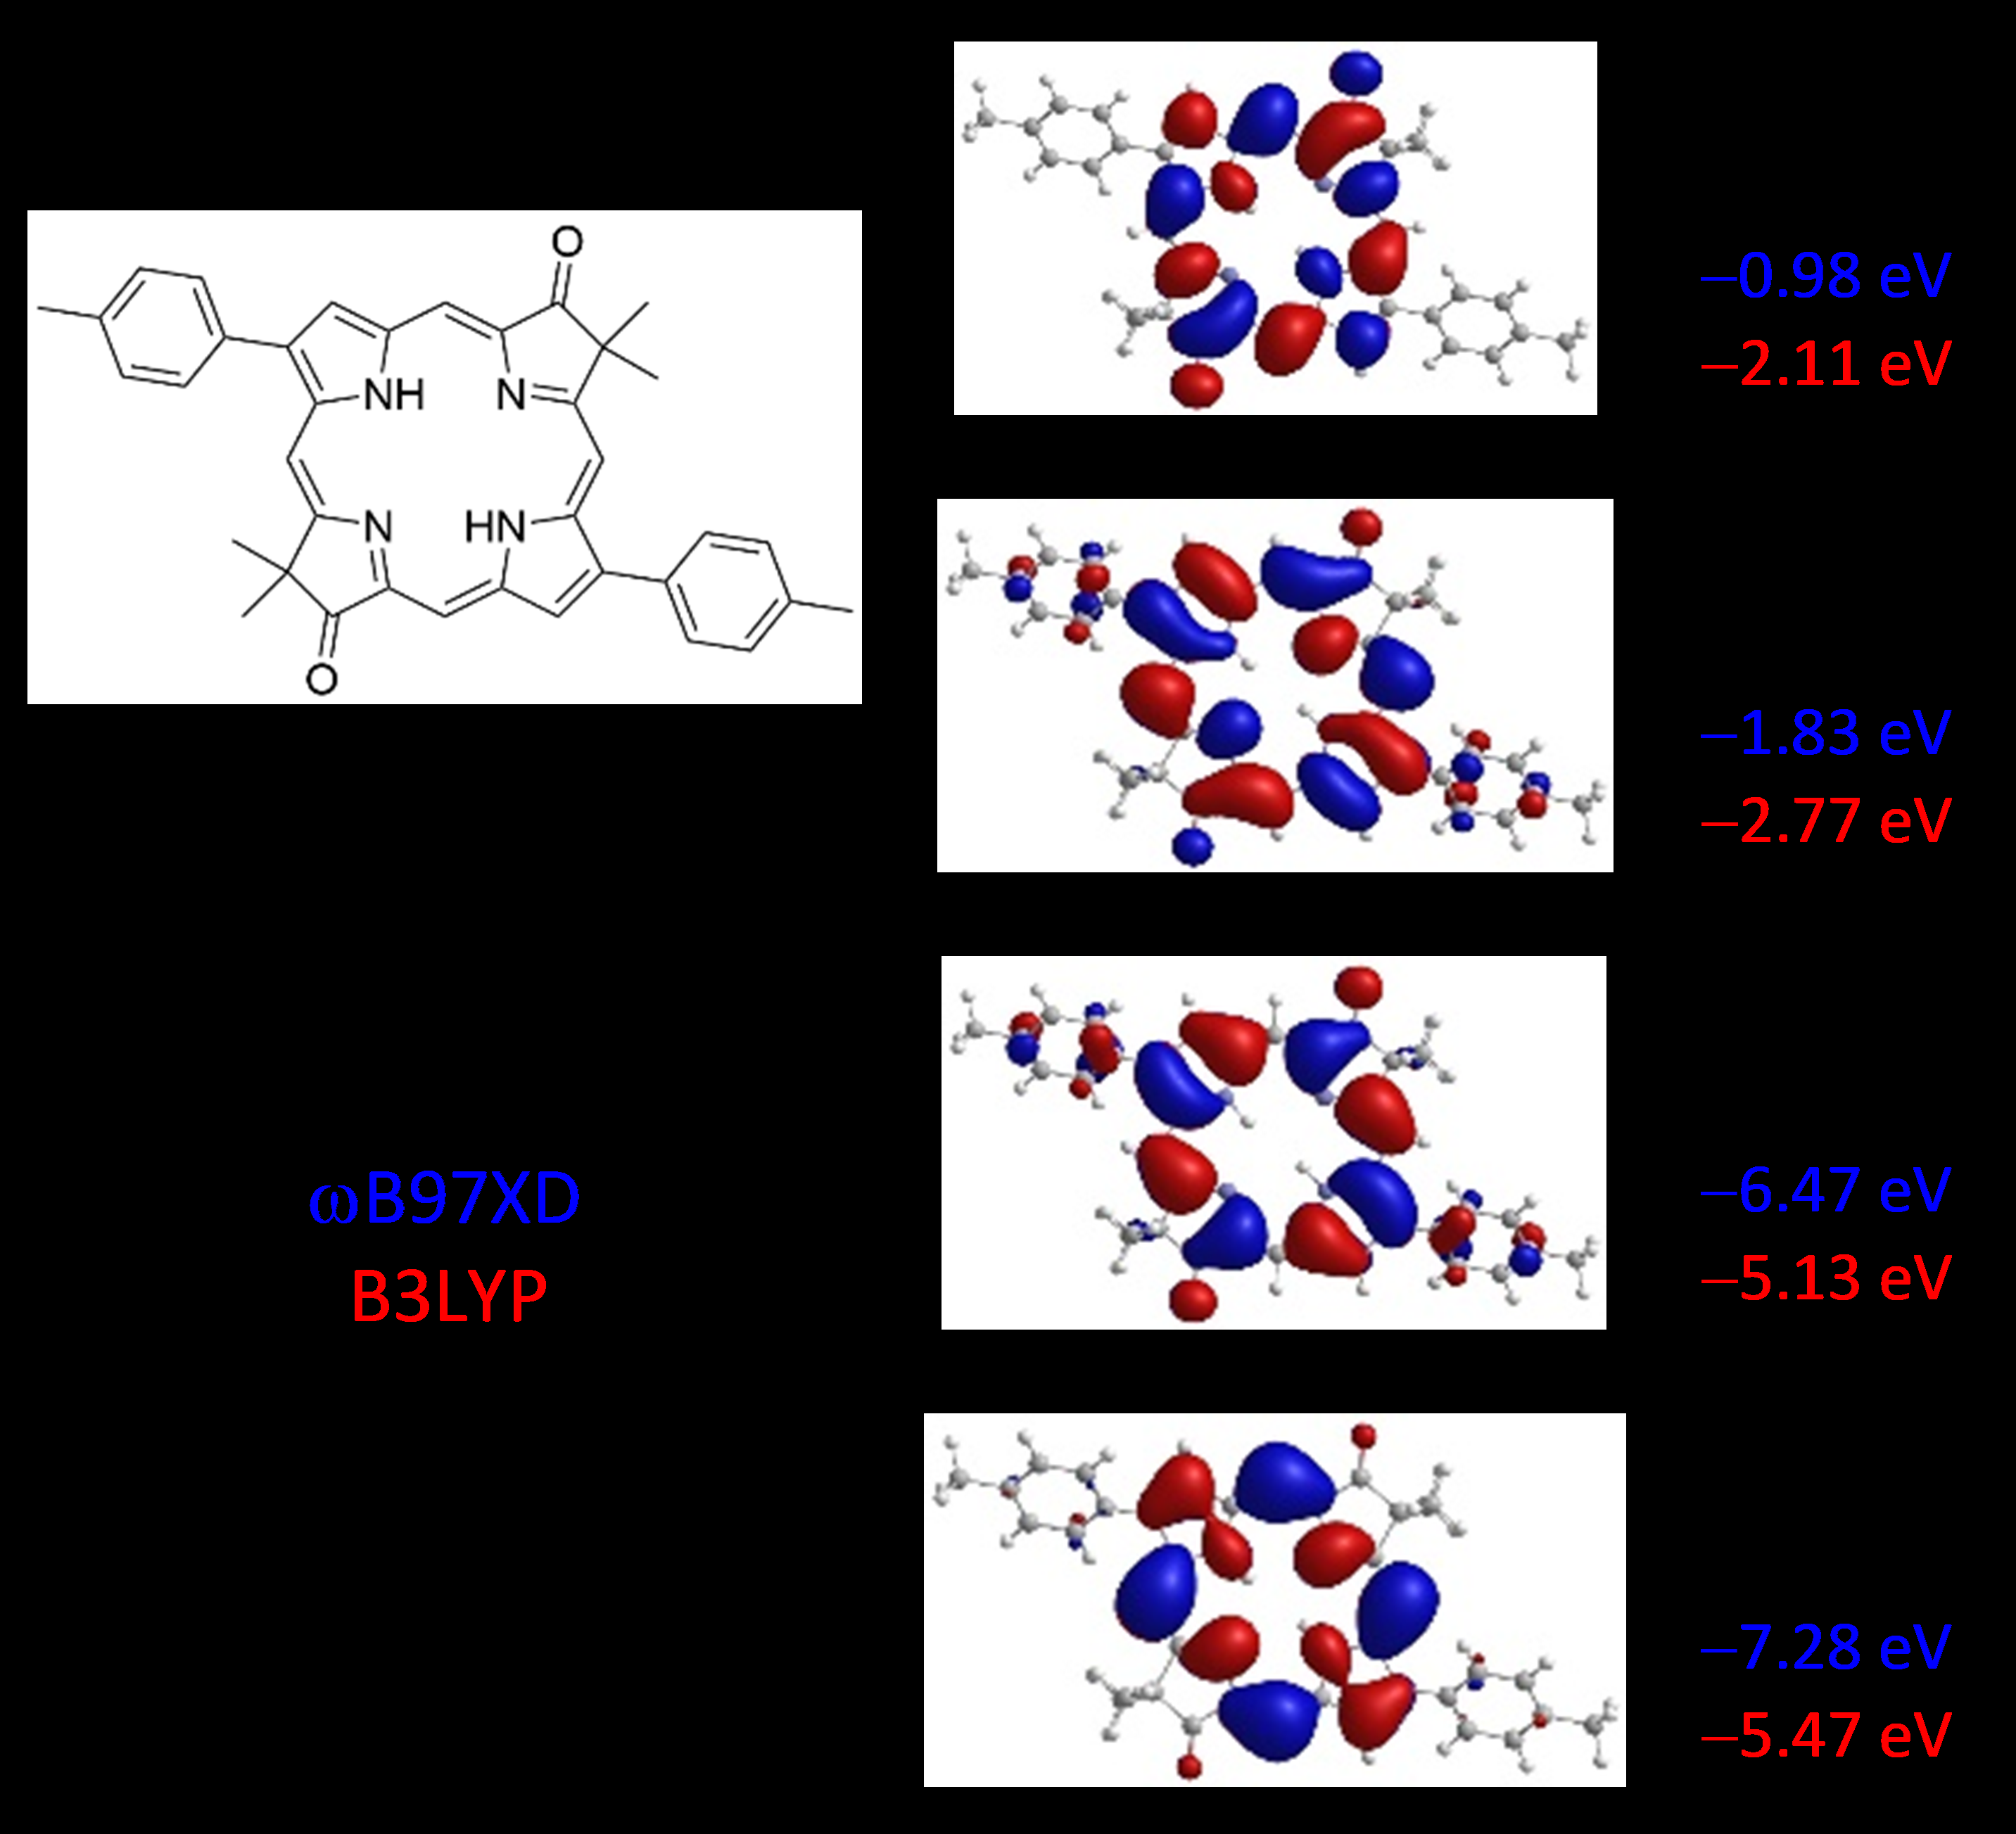 O
NH
N
N
HN
O
−0.98 eV
−2.11 eV
−1.83 eV
−2.77 eV
ωB97XD
B3LYP
−6.47 eV
−5.13 eV
−7.28 eV
−5.47 eV